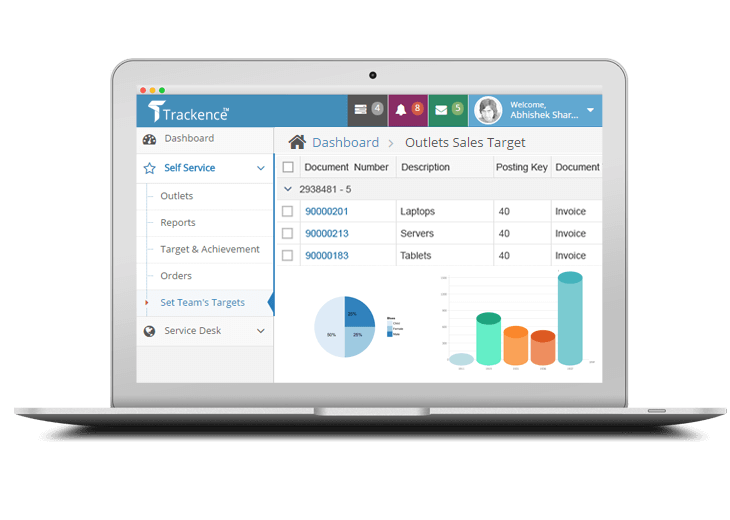 Trackence™
4
8
5
Welcome,
Abhishek Shar...
Dashboard
Self Service
Outlets
Reports
Target & Achievement
Orders
Set Team's Targets
Service Desk
Dashboard > Outlets Sales Target
Document Number Description Posting Key Document
2938481 - 5
90000201 Laptops 40 Invoice
90000213 Servers 40 Invoice
90000183 Tablets 40 Invoice
50%
25%